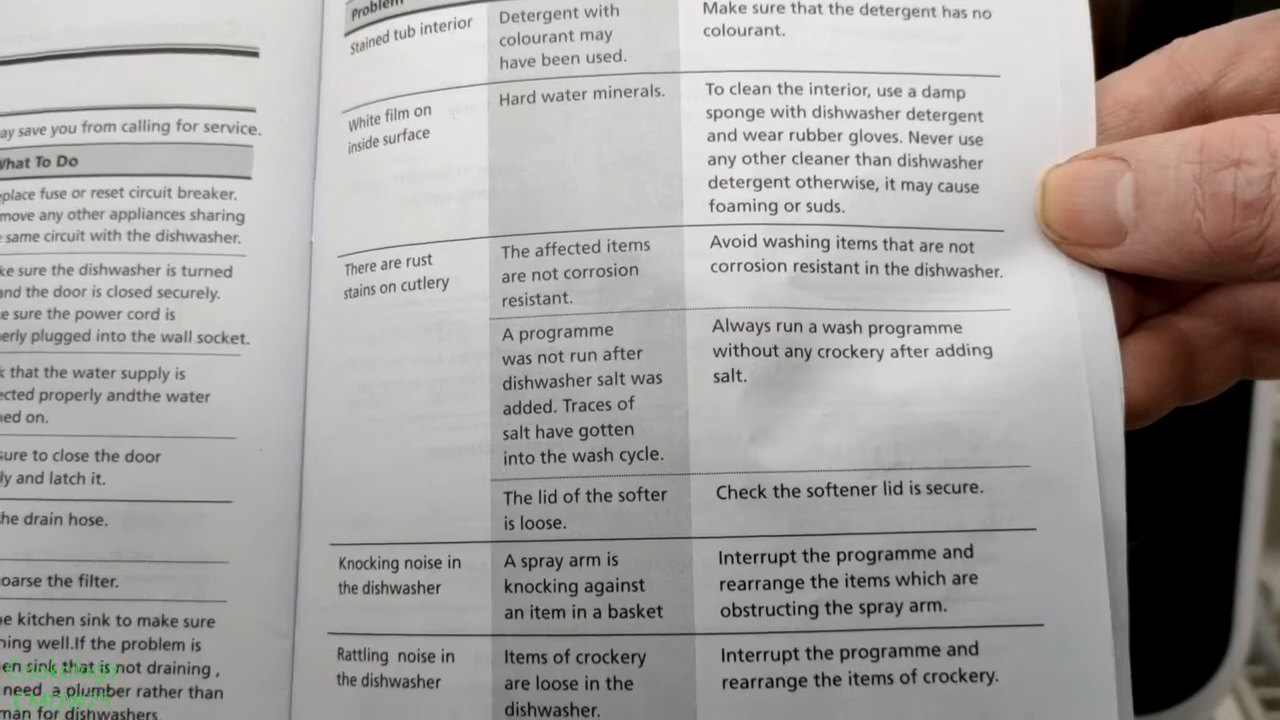 ay save you from calling for service.
What To Do
place fuse or reset circuit breaker.
move any other appliances sharing
same circuit with the dishwasher.
ke sure the dishwasher is turned
and the door is closed securely.
e sure the power cord is
erly plugged into the wall socket.
k that the water supply is
ected properly andthe water
ed on.
sure to close the door
ly and latch it.
he drain hose.
oarse the filter.
e kitchen sink to make sure
ning well.If the problem is
en sink that is not draining ,
need a plumber rather than
man for dishwashers
Cookology
CMDW25
Problem
Stained tub interior
Detergent with
colourant may
have been used.
Make sure that the detergent has no
colourant.
White film on
inside surface
Hard water minerals.
To clean the interior, use a damp
sponge with dishwasher detergent
and wear rubber gloves. Never use
any other cleaner than dishwasher
detergent otherwise, it may cause
foaming or suds.
There are rust
stains on cutlery
The affected items
are not corrosion
resistant.
Avoid washing items that are not
corrosion resistant in the dishwasher.
A programme
was not run after
dishwasher salt was
added. Traces of
salt have gotten
into the wash cycle.
Always run a wash programme
without any crockery after adding
salt.
The lid of the softer
is loose.
Check the softener lid is secure.
Knocking noise in
the dishwasher
A spray arm is
knocking against
an item in a basket
Interrupt the programme and
rearrange the items which are
obstructing the spray arm.
Rattling noise in
the dishwasher
Items of crockery
are loose in the
dishwasher.
Interrupt the programme and
rearrange the items of crockery.